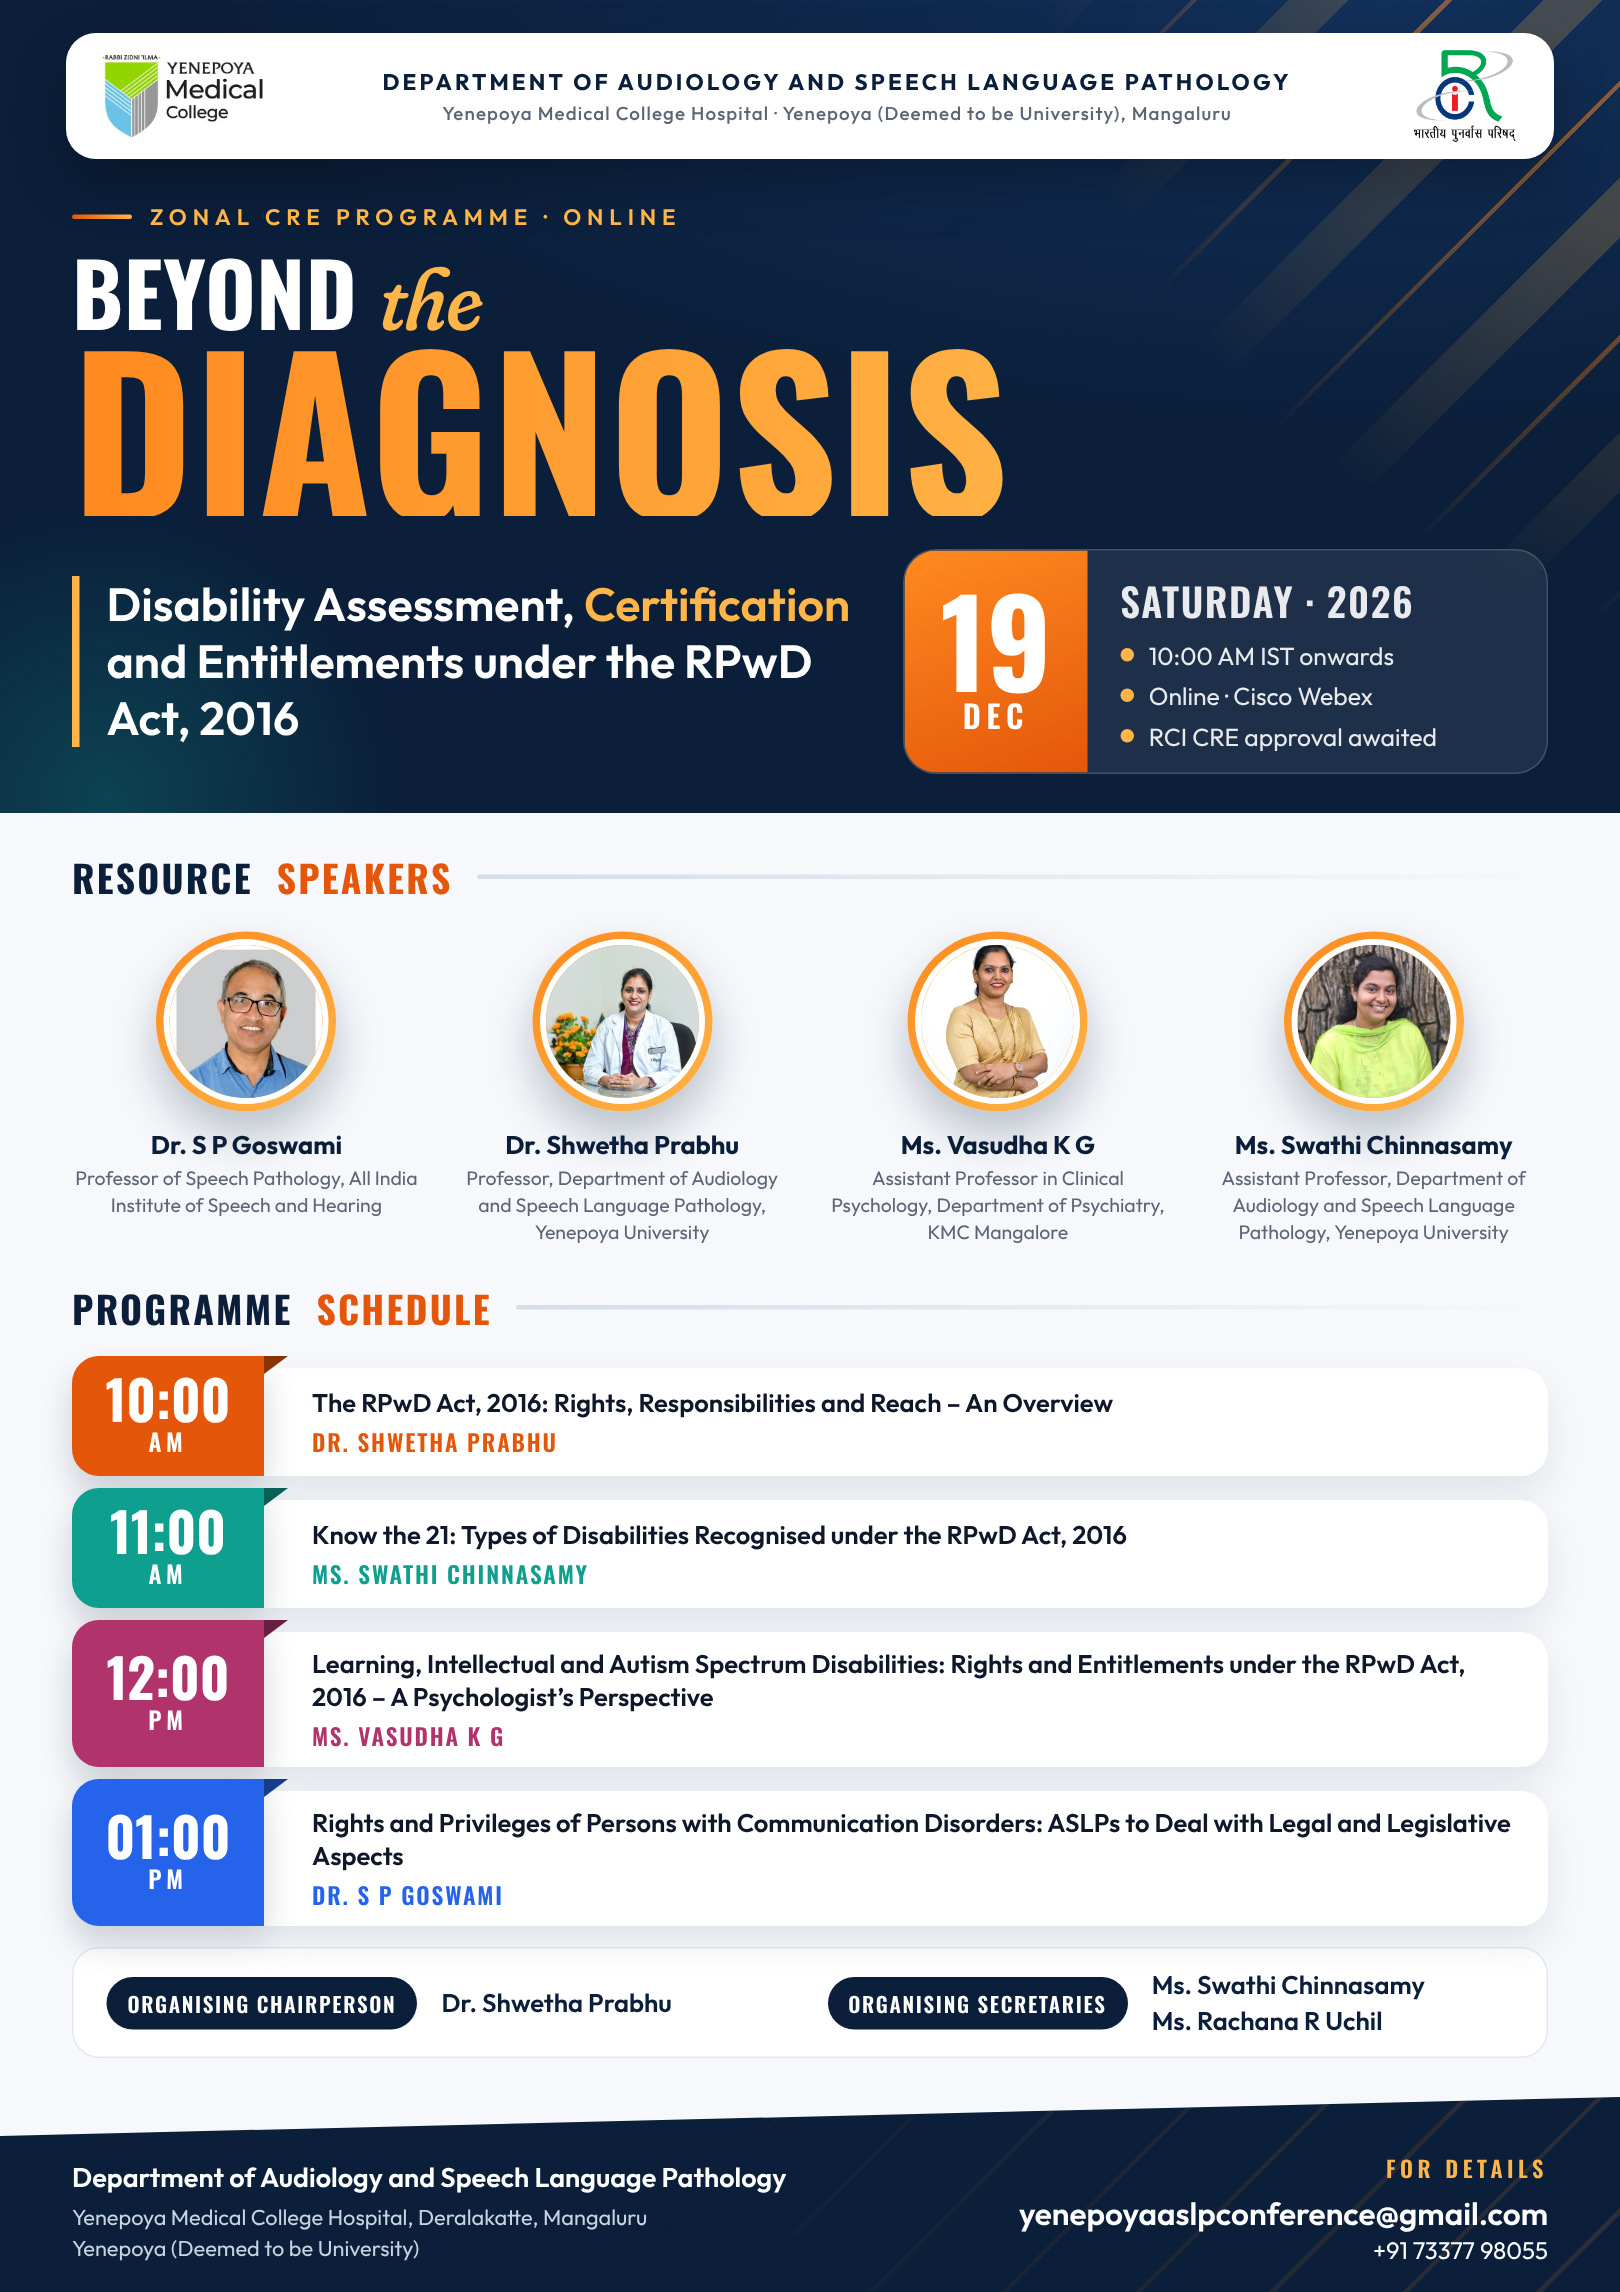 RABBI ZIDNI 'ILMA
YENEPOYA
Medical
College
DEPARTMENT OF AUDIOLOGY AND SPEECH LANGUAGE PATHOLOGY
Yenepoya Medical College Hospital · Yenepoya (Deemed to be University), Mangaluru
भारतीय पुनर्वास परिषद्
ZONAL CRE PROGRAMME · ONLINE
BEYOND the
DIAGNOSIS
Disability Assessment, Certification
and Entitlements under the RPwD
Act, 2016
19
DEC
SATURDAY · 2026
10:00 AM IST onwards
Online · Cisco Webex
RCI CRE approval awaited
RESOURCE SPEAKERS
Dr. S P Goswami
Professor of Speech Pathology, All India
Institute of Speech and Hearing
Dr. Shwetha Prabhu
Professor, Department of Audiology
and Speech Language Pathology,
Yenepoya University
Ms. Vasudha K G
Assistant Professor in Clinical
Psychology, Department of Psychiatry,
KMC Mangalore
Ms. Swathi Chinnasamy
Assistant Professor, Department of
Audiology and Speech Language
Pathology, Yenepoya University
PROGRAMME SCHEDULE
10:00
AM
The RPwD Act, 2016: Rights, Responsibilities and Reach – An Overview
DR. SHWETHA PRABHU
11:00
AM
Know the 21: Types of Disabilities Recognised under the RPwD Act, 2016
MS. SWATHI CHINNASAMY
12:00
PM
Learning, Intellectual and Autism Spectrum Disabilities: Rights and Entitlements under the RPwD Act,
2016 – A Psychologist's Perspective
MS. VASUDHA K G
01:00
PM
Rights and Privileges of Persons with Communication Disorders: ASLPs to Deal with Legal and Legislative
Aspects
DR. S P GOSWAMI
ORGANISING CHAIRPERSON
Dr. Shwetha Prabhu
ORGANISING SECRETARIES
Ms. Swathi Chinnasamy
Ms. Rachana R Uchil
Department of Audiology and Speech Language Pathology
Yenepoya Medical College Hospital, Deralakatte, Mangaluru
Yenepoya (Deemed to be University)
FOR DETAILS
yenepoyaaslpconference@gmail.com
+91 73377 98055